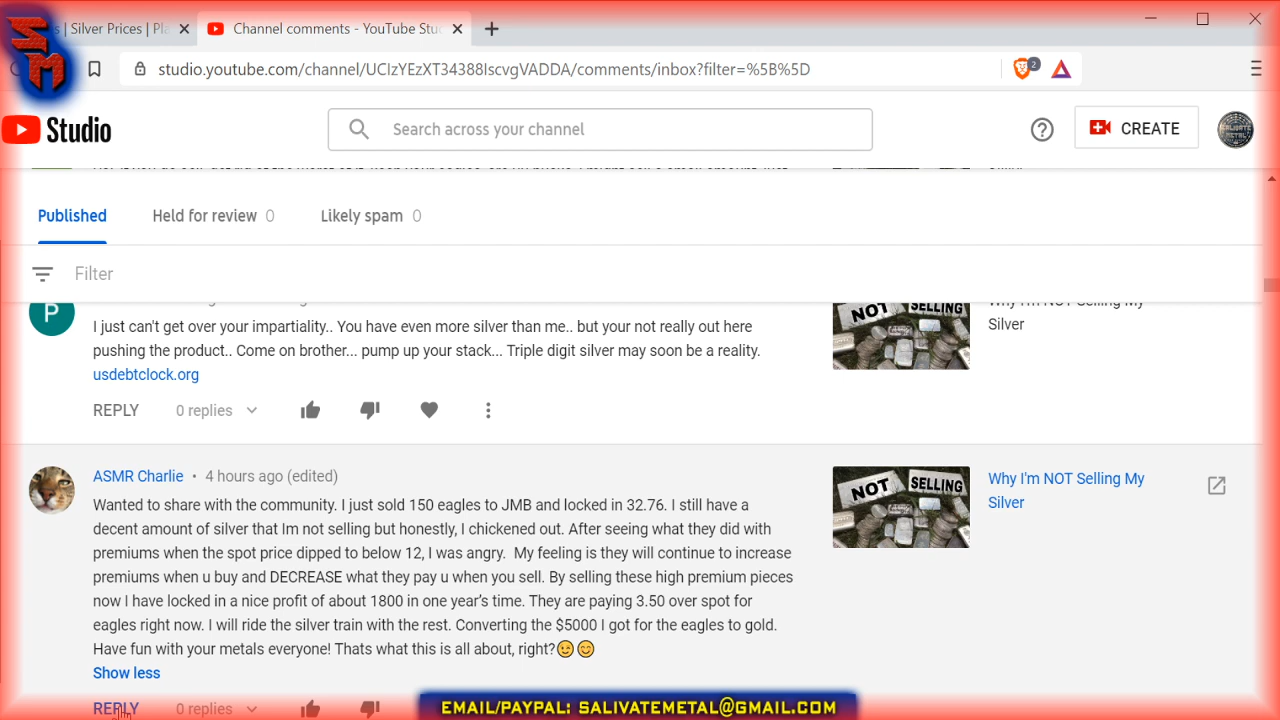 SM
| Silver Prices | Pla
Channel comments - YouTube Stu
studio.youtube.com/channel/UCIzYEzXT34388IscvgVADDA/comments/inbox?filter=%5B%5D
2
Studio
Search across your channel
CREATE
Published
Held for review 0
Likely spam 0
Filter
P
I just can't get over your impartiality.. You have even more silver than me.. but your not really out here
pushing the product.. Come on brother... pump up your stack... Triple digit silver may soon be a reality.
usdebtclock.org
NOT SELLING
Why I'm NOT Selling My
Silver
REPLY
0 replies
ASMR Charlie • 4 hours ago (edited)
Wanted to share with the community. I just sold 150 eagles to JMB and locked in 32.76. I still have a
decent amount of silver that Im not selling but honestly, I chickened out. After seeing what they did with
premiums when the spot price dipped to below 12, I was angry.  My feeling is they will continue to increase
premiums when u buy and DECREASE what they pay u when you sell. By selling these high premium pieces
now I have locked in a nice profit of about 1800 in one year's time. They are paying 3.50 over spot for
eagles right now. I will ride the silver train with the rest. Converting the $5000 I got for the eagles to gold.
Have fun with your metals everyone! Thats what this is all about, right?😉😊
Show less
NOT SELLING
Why I'm NOT Selling My
Silver
REPLY
0 replies
EMAIL/PAYPAL: SALIVATEMETAL@GMAIL.COM